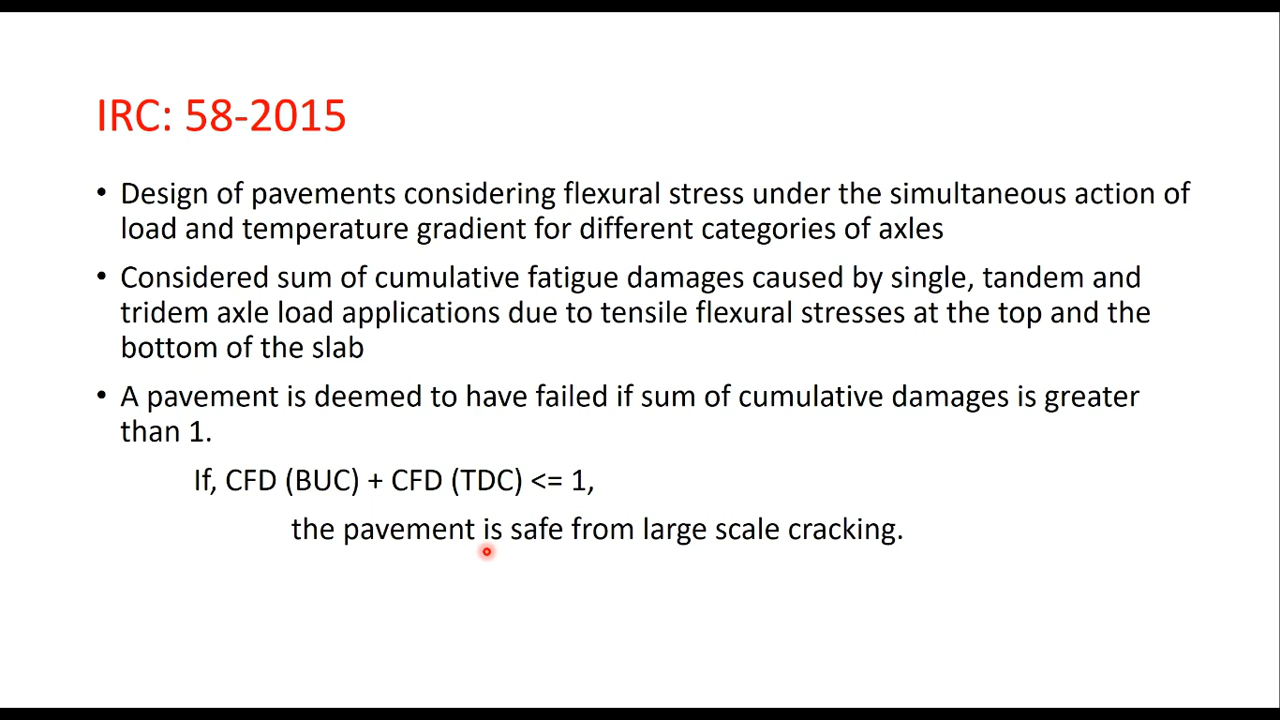 IRC: 58-2015
• Design of pavements considering flexural stress under the simultaneous action of
load and temperature gradient for different categories of axles
• Considered sum of cumulative fatigue damages caused by single, tandem and
tridem axle load applications due to tensile flexural stresses at the top and the
bottom of the slab
• A pavement is deemed to have failed if sum of cumulative damages is greater
than 1.
If, CFD (BUC) + CFD (TDC) <= 1,
the pavement is safe from large scale cracking.